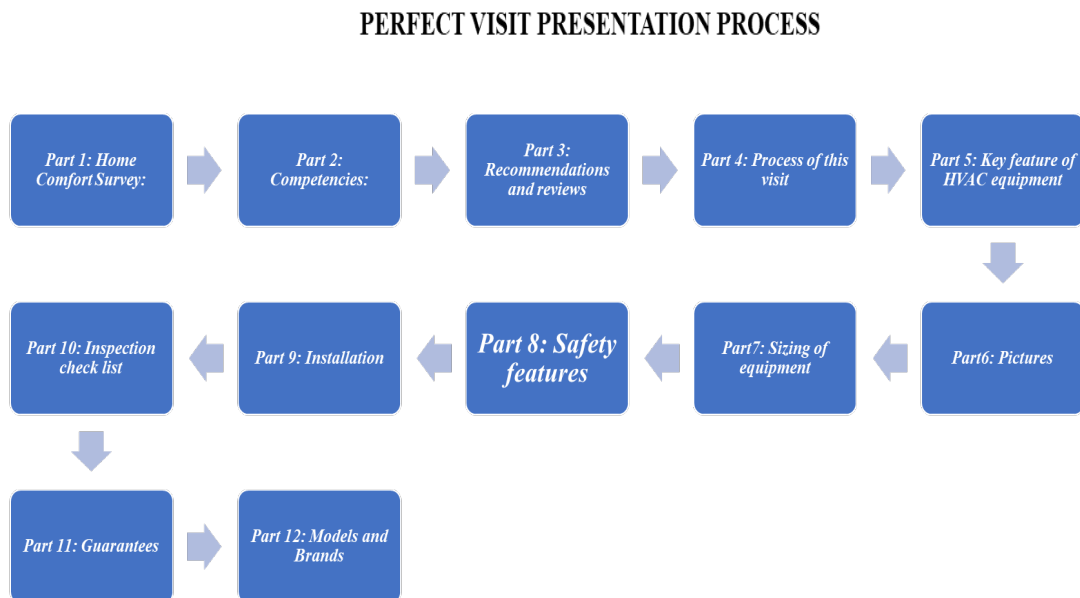 PERFECT VISIT PRESENTATION PROCESS
Part 1: Home
Comfort Survey:
Part 2:
Competencies:
Part 3:
Recommendations
and reviews
Part 4: Process of this
visit
Part 5: Key feature of
HVAC equipment
Part6: Pictures
Part7: Sizing of
equipment
Part 8: Safety
features
Part 9: Installation
Part 10: Inspection
check list
Part 11: Guarantees
Part 12: Models and
Brands